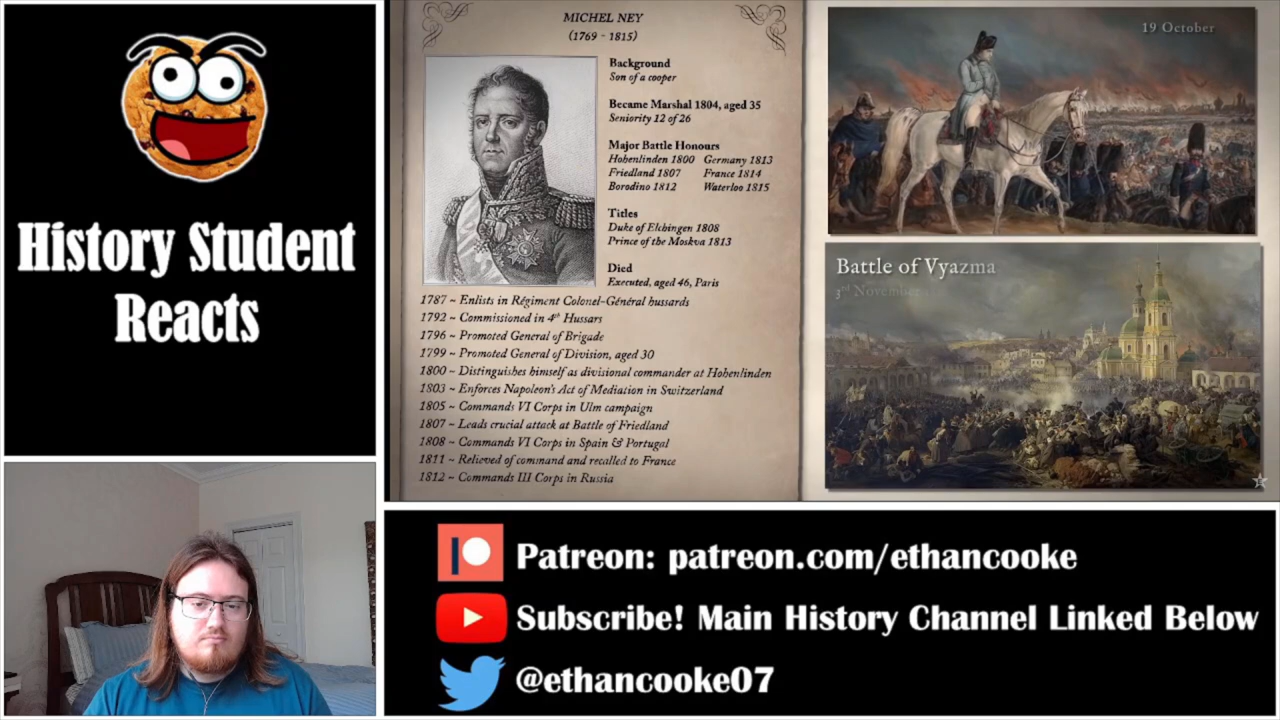 History Student
Reacts
MICHEL NEY
(1769 - 1815)
Background
Son of a cooper
Became Marshal 1804, aged 35
Seniority 12 of 26
Major Battle Honours
Hohenlinden 1800 Germany 1813
Friedland 1807 France 1814
Borodino 1812 Waterloo 1815
Titles
Duke of Elchingen 1808
Prince of the Moskva 1813
Died
Executed, aged 46, Paris
1787 ~ Enlists in Régiment Colonel-Général hussards
1792 ~ Commissioned in 4th Hussars
1796 ~ Promoted General of Brigade
1799 ~ Promoted General of Division, aged 30
1800 ~ Distinguishes himself as divisional commander at Hohenlinden
1803 ~ Enforces Napoleon's Act of Mediation in Switzerland
1805 ~ Commands VI Corps in Ulm campaign
1807 ~ Leads crucial attack at Battle of Friedland
1808 ~ Commands VI Corps in Spain & Portugal
1811 ~ Relieved of command and recalled to France
1812 ~ Commands III Corps in Russia
19 October
Battle of Vyazma
3rd November
Patreon: patreon.com/ethancooke
Subscribe! Main History Channel Linked Below
@ethancooke07